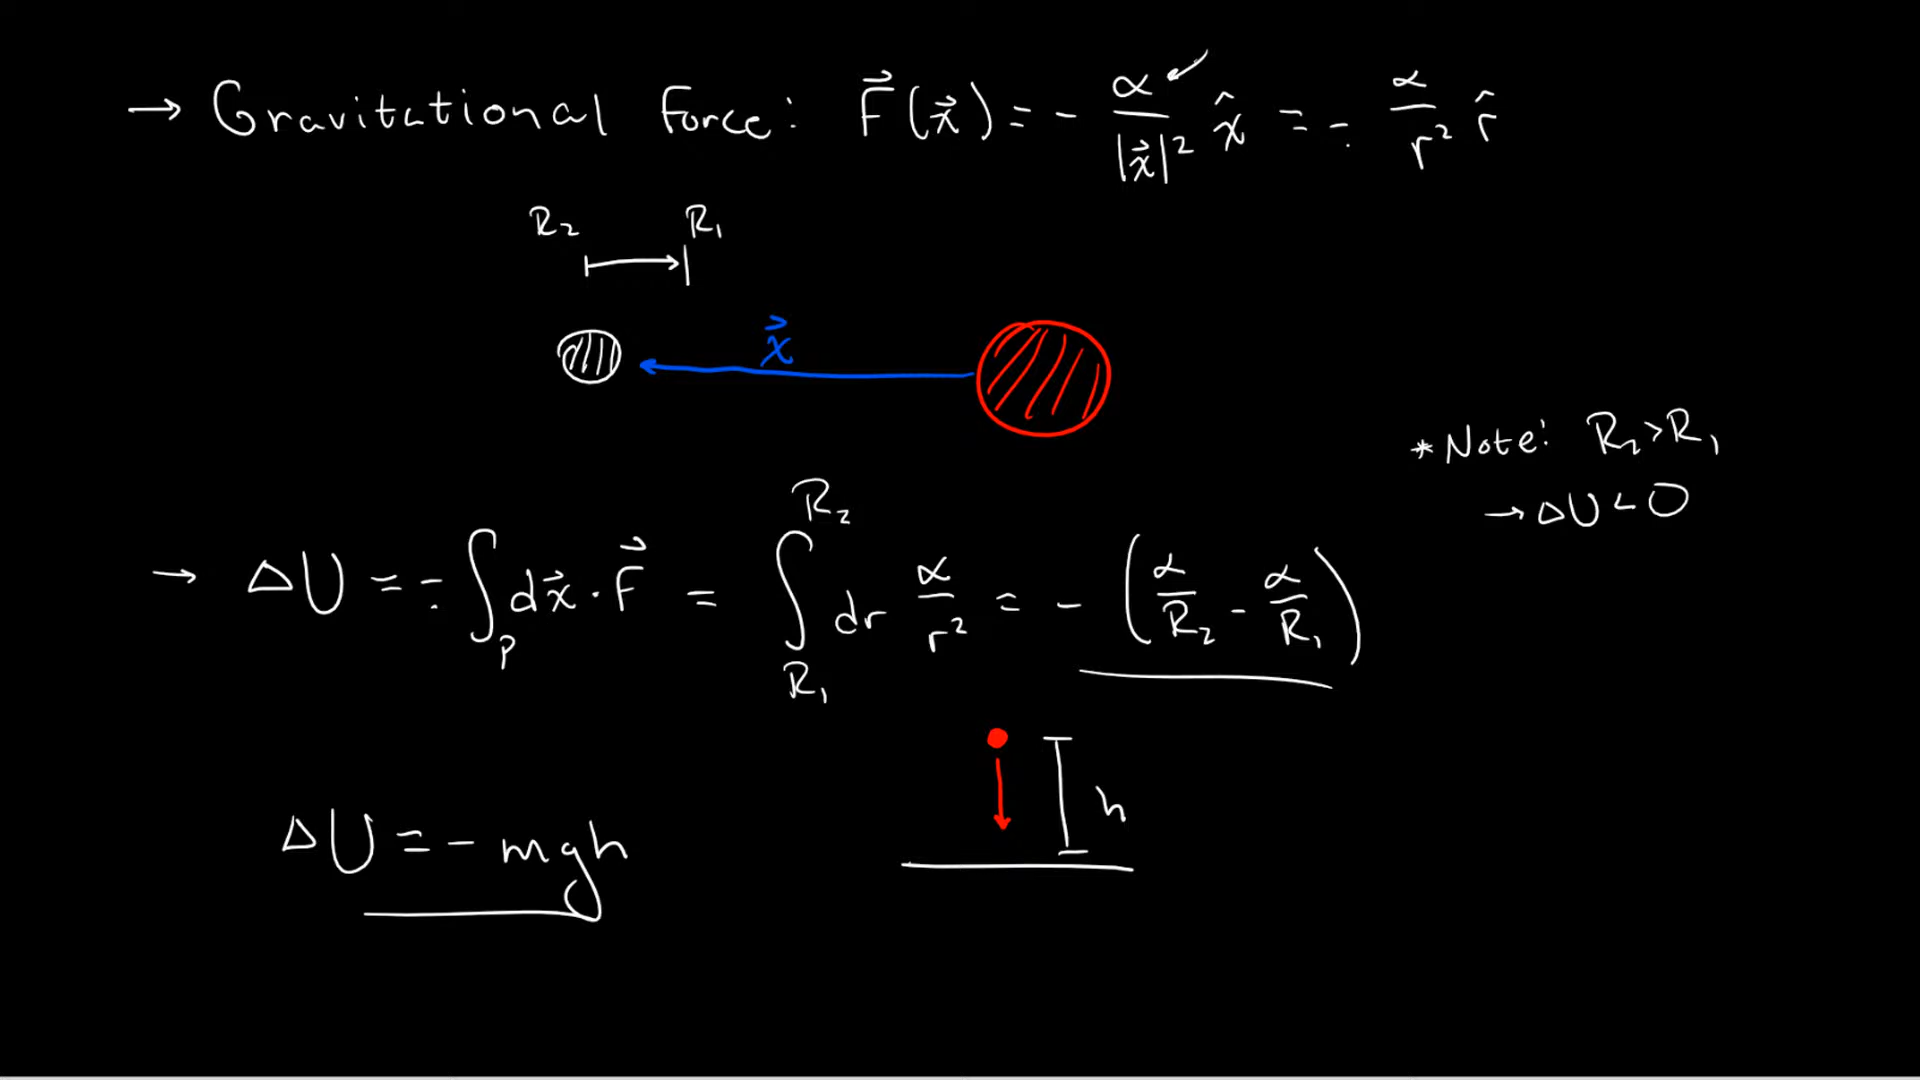 → Gravitational Force: F⃗(x⃗) = - α/|x⃗|² x̂ = - α/r² r̂
R₂ R₁
x⃗
*Note: R₂>R₁
→ ΔU < 0
→ ΔU = - ∫_P dx⃗ · F⃗ = ∫_{R₁}^{R₂} dr α/r² = - (α/R₂ - α/R₁)
h
ΔU = - mgh